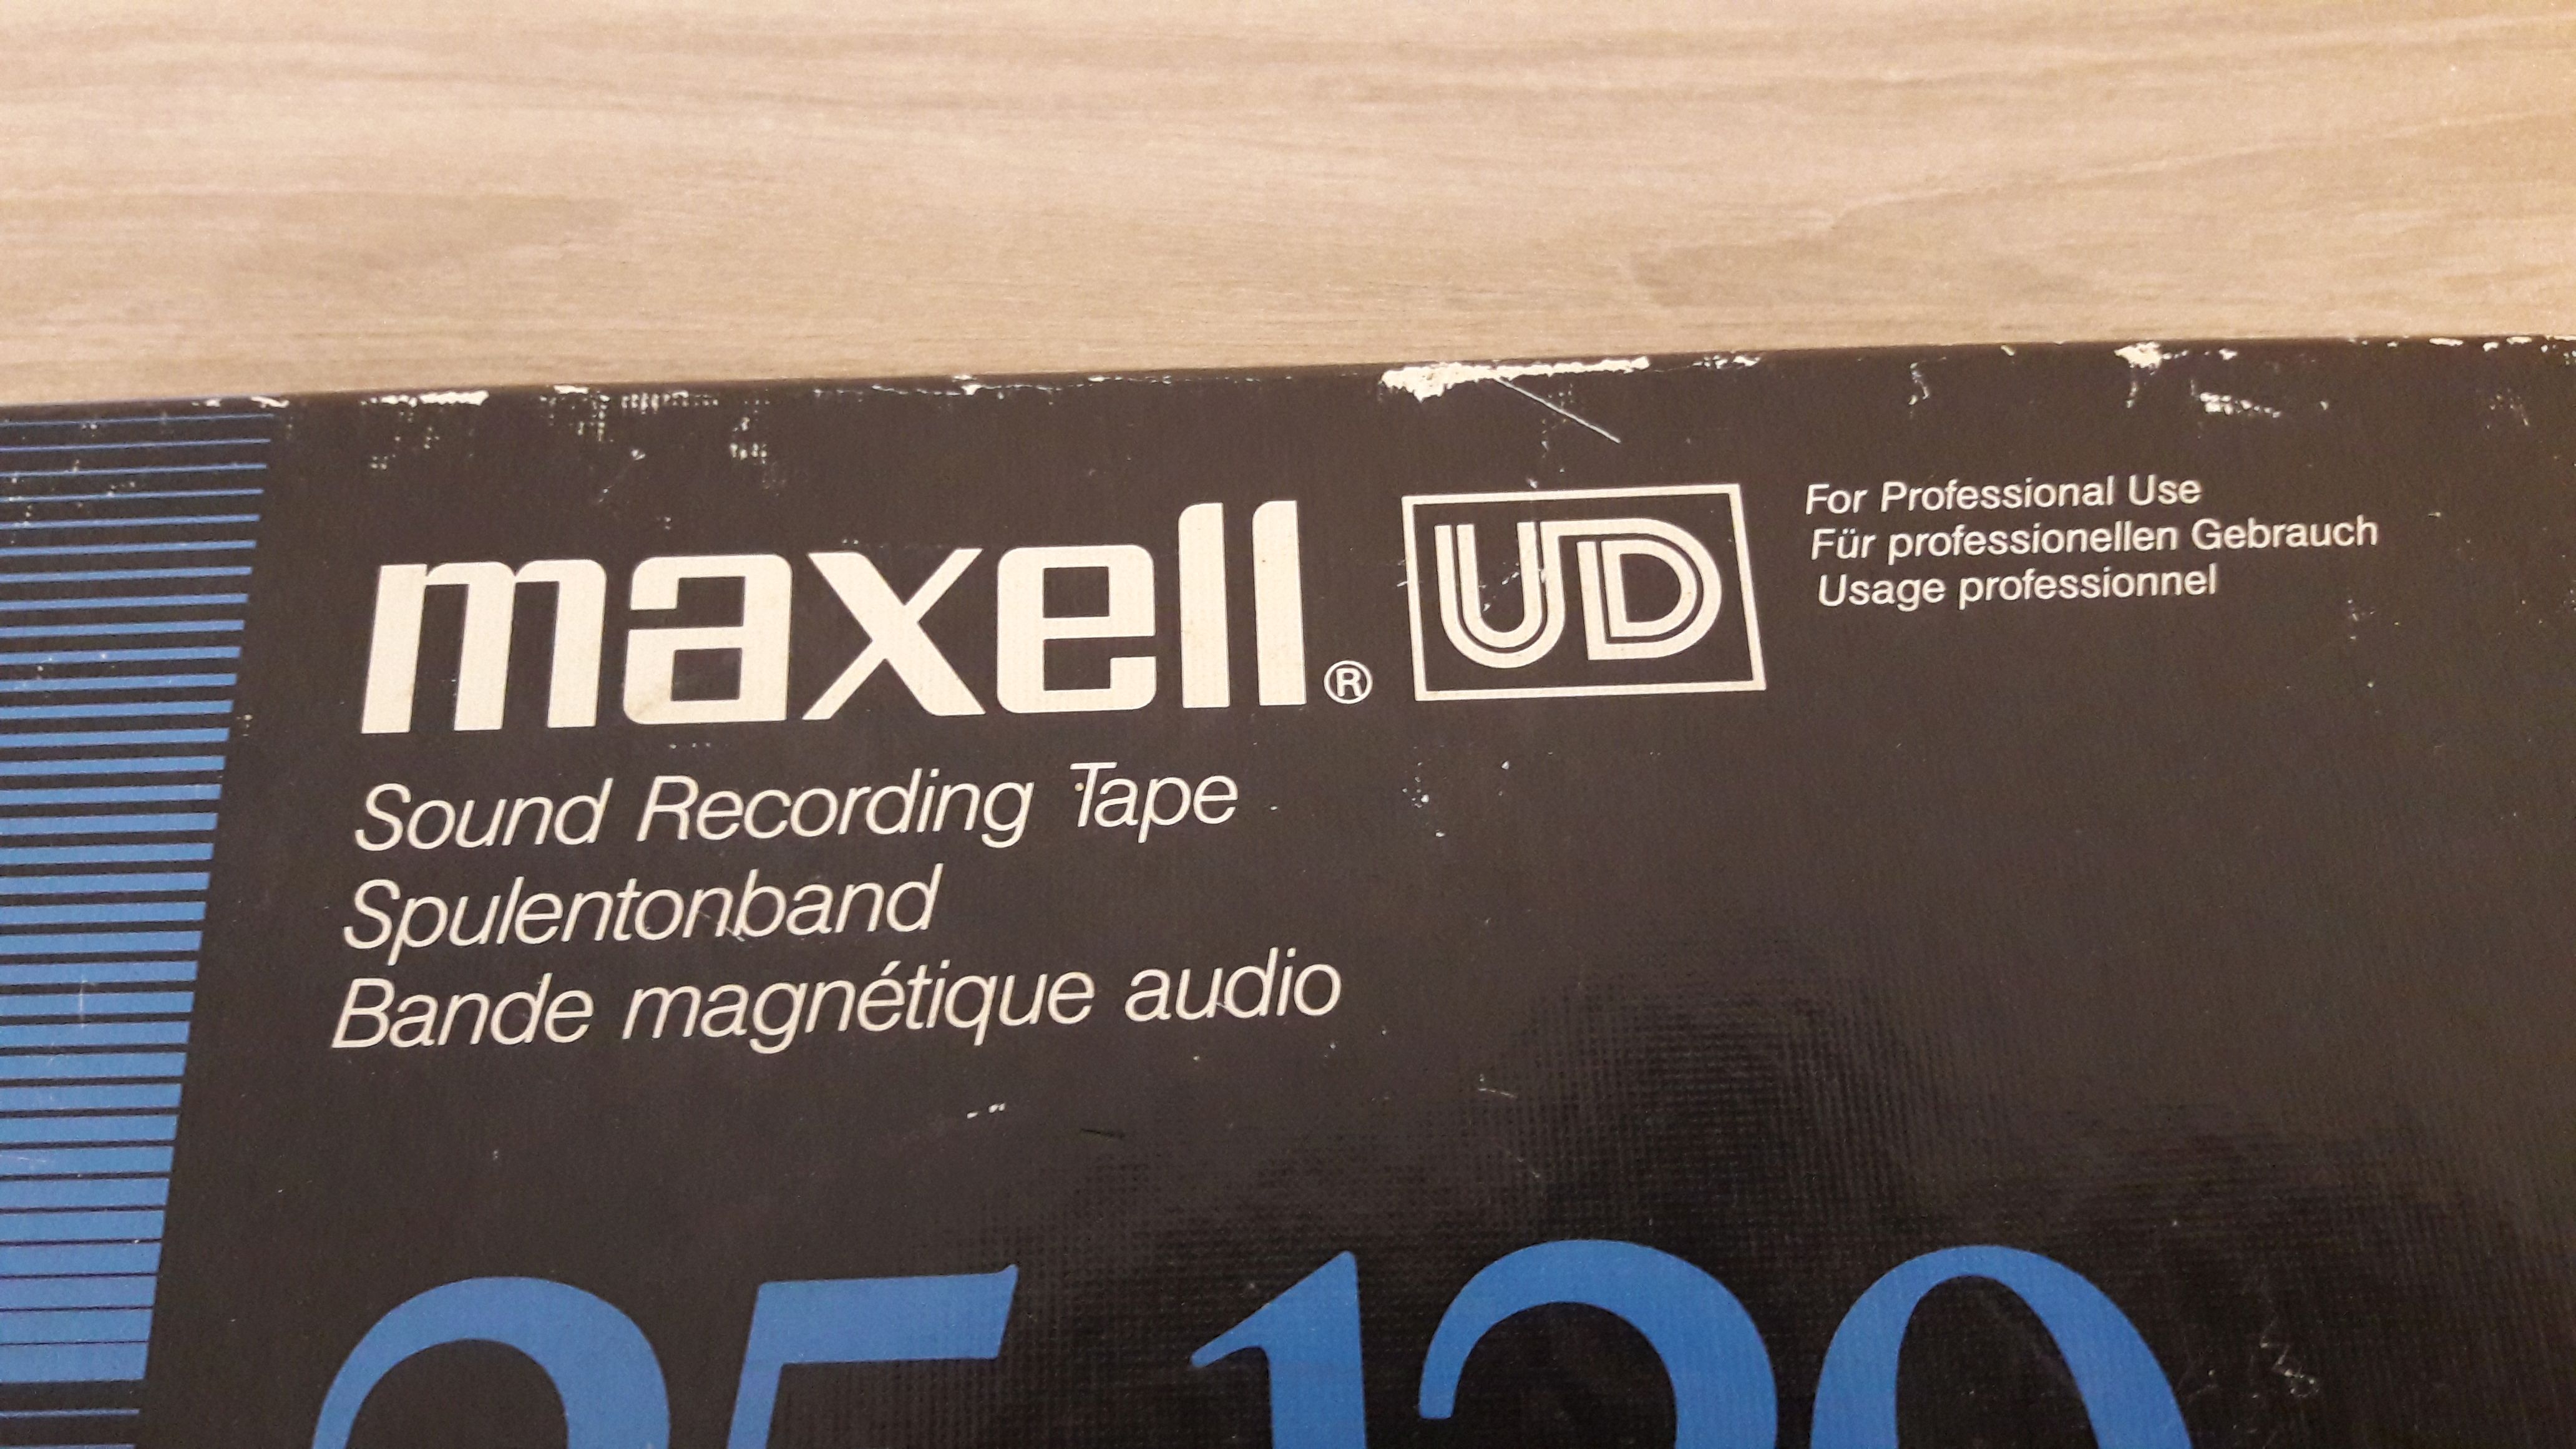 maxell® UD
For Professional Use
Für professionellen Gebrauch
Usage professionnel
Sound Recording Tape
Spulentonband
Bande magnétique audio